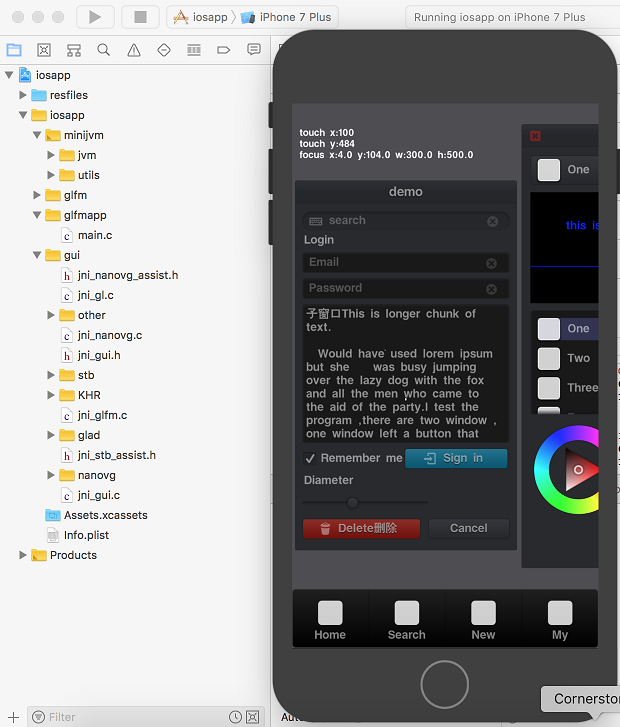 iosapp
iPhone 7 Plus
Running iosapp on iPhone 7 Plus
iosapp
resfiles
iosapp
minijvm
jvm
utils
glfm
glfmapp
main.c
gui
jni_nanovg_assist.h
jni_gl.c
other
jni_nanovg.c
jni_gui.h
stb
KHR
jni_glfm.c
glad
jni_stb_assist.h
nanovg
jni_gui.c
Assets.xcassets
Info.plist
Products
Filter
touch x:100
touch y:484
focus x:4.0 y:104.0 w:300.0 h:500.0
demo
search
Login
Email
Password
子窗口This is longer chunk of
text.
Would have used lorem ipsum
but she was busy jumping
over the lazy dog with the fox
and all the men who came to
the aid of the party.I test the
program ,there are two window ,
one window left a button that
Remember me
Sign in
Diameter
Delete删除
Cancel
One
this is
One
Two
Three
Home
Search
New
My